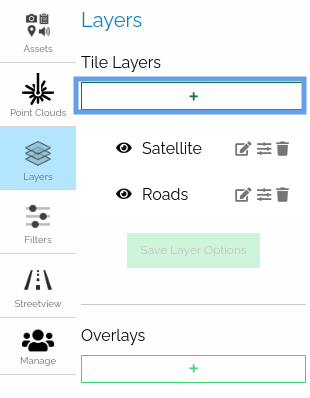 Layers
Assets
Tile Layers
+
Point Clouds
Satellite
Layers
Roads
Filters
Save Layer Options
Streetview
Overlays
Manage
+